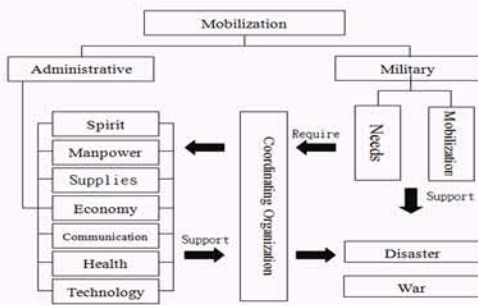 Mobilization
Administrative
Military
Spirit
Manpower
Supplies
Economy
Communication
Health
Technology
Coordinating Organization
Require
Needs
Mobilization
Support
Support
Disaster
War